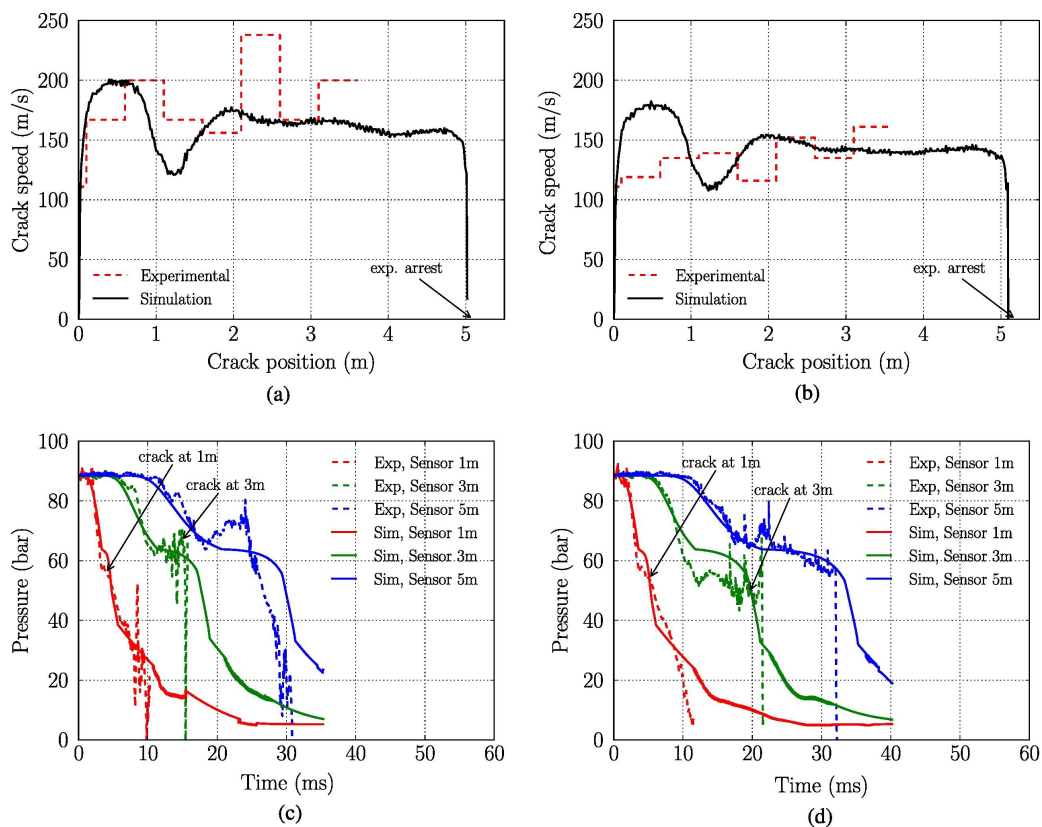 250
200
150
100
50
0
Crack speed (m/s)
Experimental
Simulation
exp. arrest
0 1 2 3 4 5
Crack position (m)
(a)
250
200
150
100
50
0
Crack speed (m/s)
Experimental
Simulation
exp. arrest
0 1 2 3 4 5
Crack position (m)
(b)
100
80
60
40
20
0
Pressure (bar)
crack at 1m
crack at 3m
Exp, Sensor 1m
Exp, Sensor 3m
Exp, Sensor 5m
Sim, Sensor 1m
Sim, Sensor 3m
Sim, Sensor 5m
0 10 20 30 40 50 60
Time (ms)
(c)
100
80
60
40
20
0
Pressure (bar)
crack at 1m
crack at 3m
Exp, Sensor 1m
Exp, Sensor 3m
Exp, Sensor 5m
Sim, Sensor 1m
Sim, Sensor 3m
Sim, Sensor 5m
0 10 20 30 40 50 60
Time (ms)
(d)